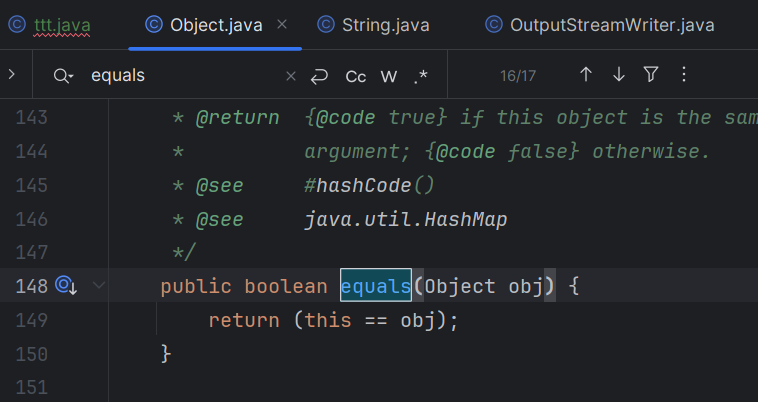 ttt.java Object.java String.java OutputStreamWriter.java
equals Cc W .* 16/17
143 * @return {@code true} if this object is the sam
144 * argument; {@code false} otherwise.
145 * @see #hashCode()
146 * @see java.util.HashMap
147 */
148 public boolean equals(Object obj) {
149 return (this == obj);
150 }
151